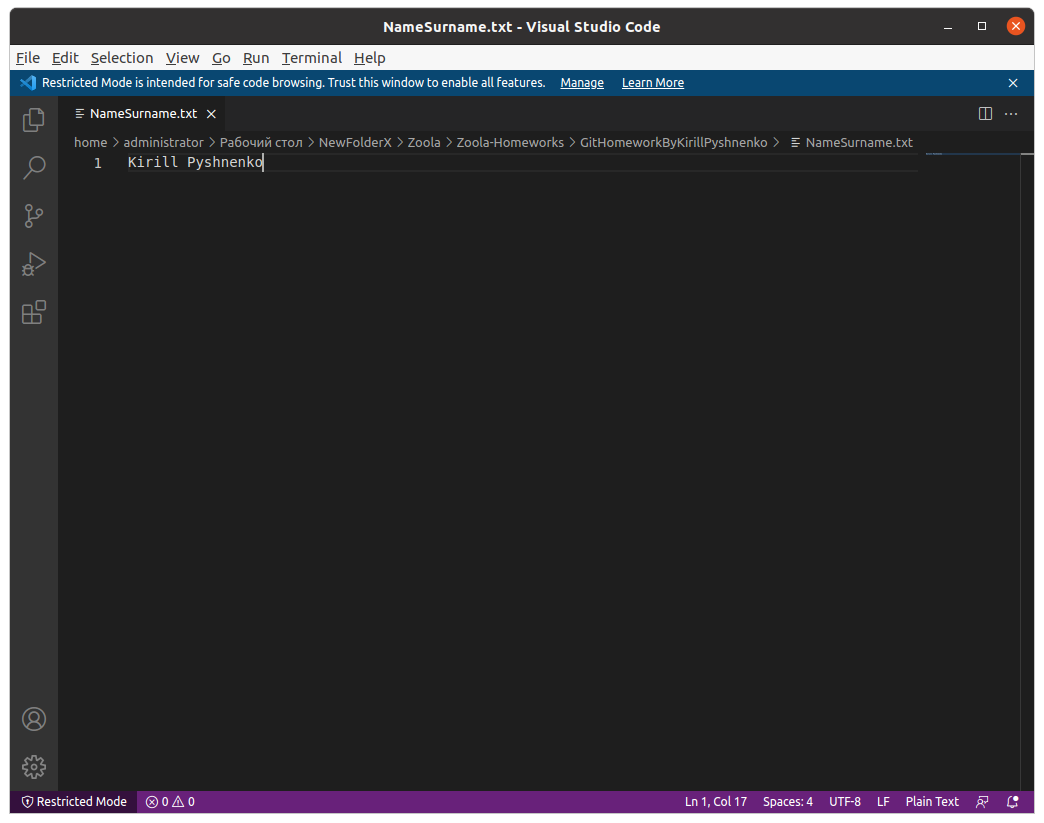 NameSurname.txt - Visual Studio Code
File Edit Selection View Go Run Terminal Help
Restricted Mode is intended for safe code browsing. Trust this window to enable all features. Manage Learn More
NameSurname.txt
home > administrator > Рабочий стол > NewFolderX > Zoola > Zoola-Homeworks > GitHomeworkByKirillPyshnenko > NameSurname.txt
1 Kirill Pyshnenko
Restricted Mode 0 0 Ln 1, Col 17 Spaces: 4 UTF-8 LF Plain Text